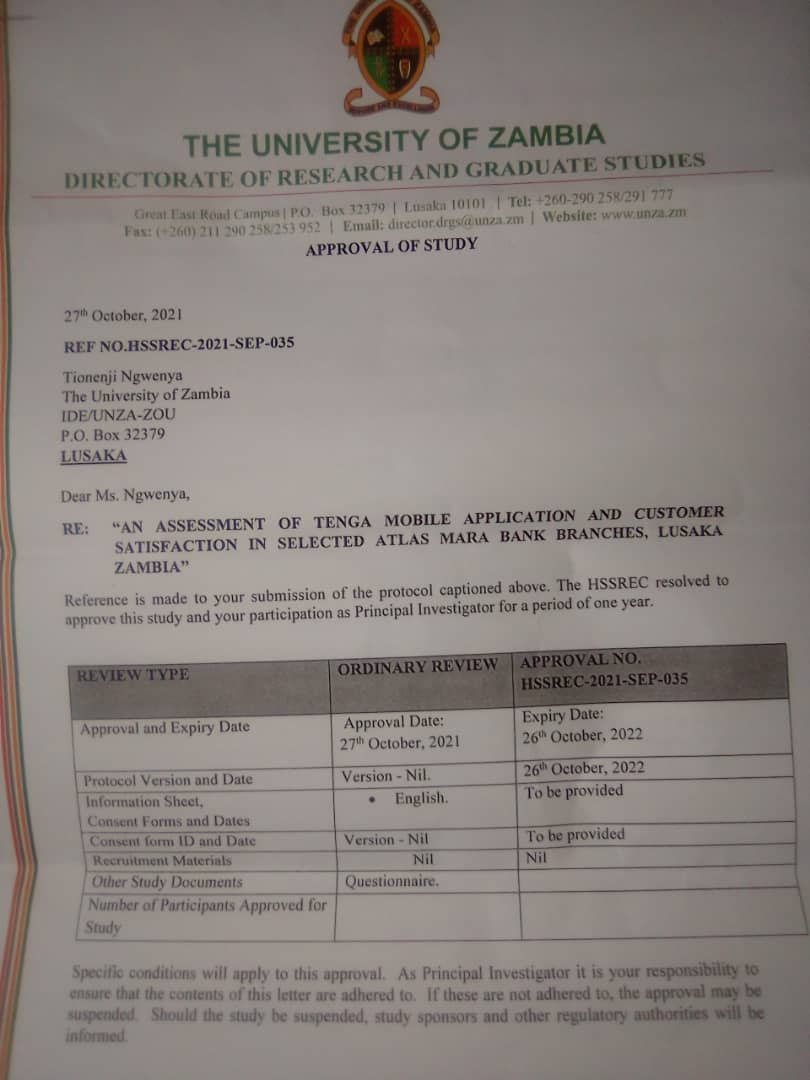 THE UNIVERSITY OF ZAMBIA
DIRECTORATE OF RESEARCH AND GRADUATE STUDIES
Great East Road Campus | P.O. Box 32379 | Lusaka 10101 | Tel: +260-290 258/291 777
Fax: (+260) 211 290 258/253 952 | Email: director.drgs@unza.zm | Website: www.unza.zm
APPROVAL OF STUDY
27th October, 2021
REF NO.HSSREC-2021-SEP-035
Tionenji Ngwenya
The University of Zambia
IDE/UNZA-ZOU
P.O. Box 32379
LUSAKA
Dear Ms. Ngwenya,
RE: “AN ASSESSMENT OF TENGA MOBILE APPLICATION AND CUSTOMER
SATISFACTION IN SELECTED ATLAS MARA BANK BRANCHES, LUSAKA
ZAMBIA”
Reference is made to your submission of the protocol captioned above. The HSSREC resolved to
approve this study and your participation as Principal Investigator for a period of one year.
REVIEW TYPE ORDINARY REVIEW APPROVAL NO.
HSSREC-2021-SEP-035
Approval and Expiry Date Approval Date: Expiry Date:
27th October, 2021 26th October, 2022
Protocol Version and Date Version - Nil. 26th October, 2022
Information Sheet, • English. To be provided
Consent Forms and Dates
Consent form ID and Date Version - Nil To be provided
Recruitment Materials Nil Nil
Other Study Documents Questionnaire.
Number of Participants Approved for
Study
Specific conditions will apply to this approval. As Principal Investigator it is your responsibility to
ensure that the contents of this letter are adhered to. If these are not adhered to, the approval may be
suspended. Should the study be suspended, study sponsors and other regulatory authorities will be
informed.